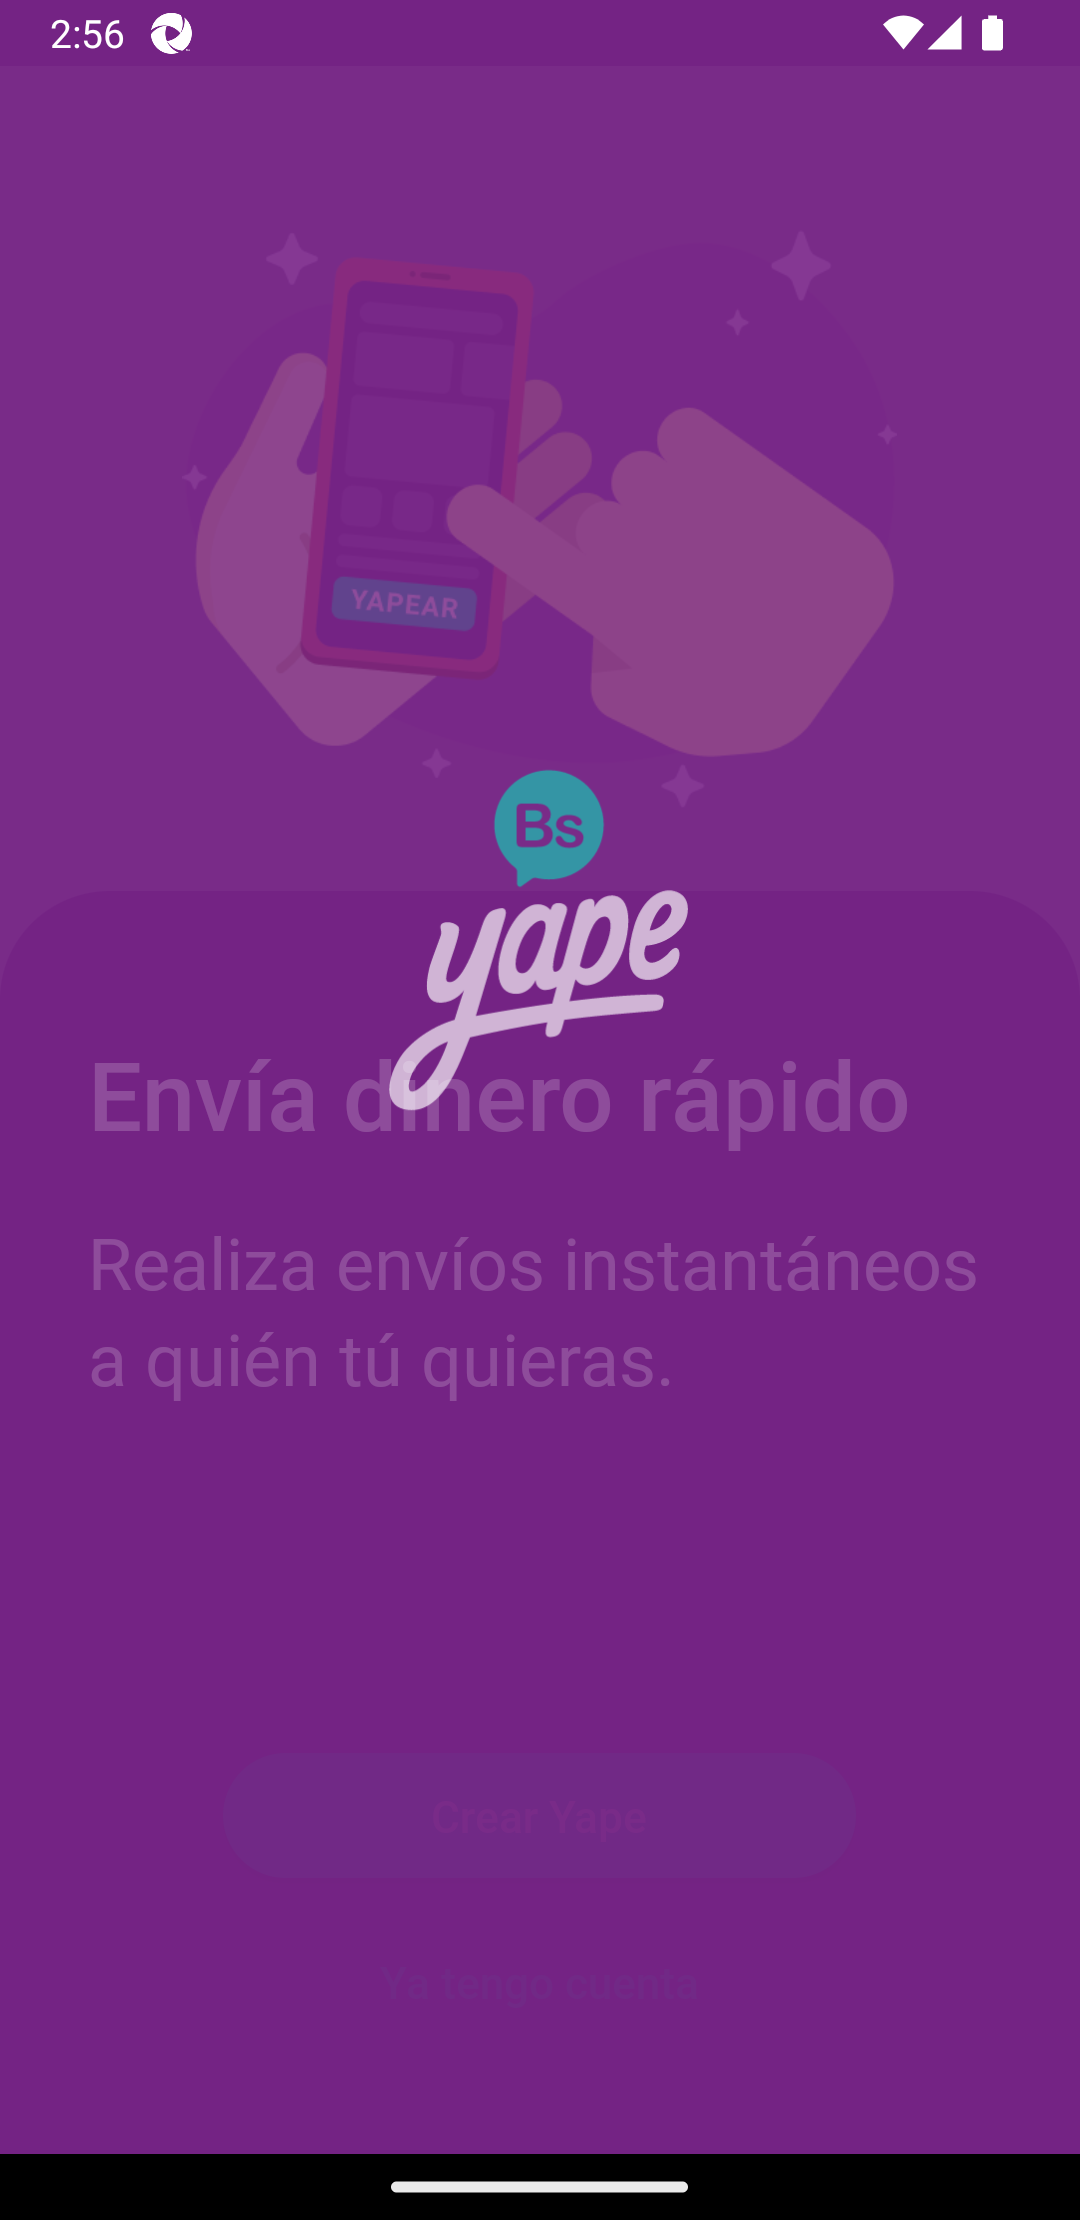 2:56
YAPEAR
Bs
yape
Envía dinero rápido
Realiza envíos instantáneos
a quién tú quieras.
Crear Yape
Ya tengo cuenta